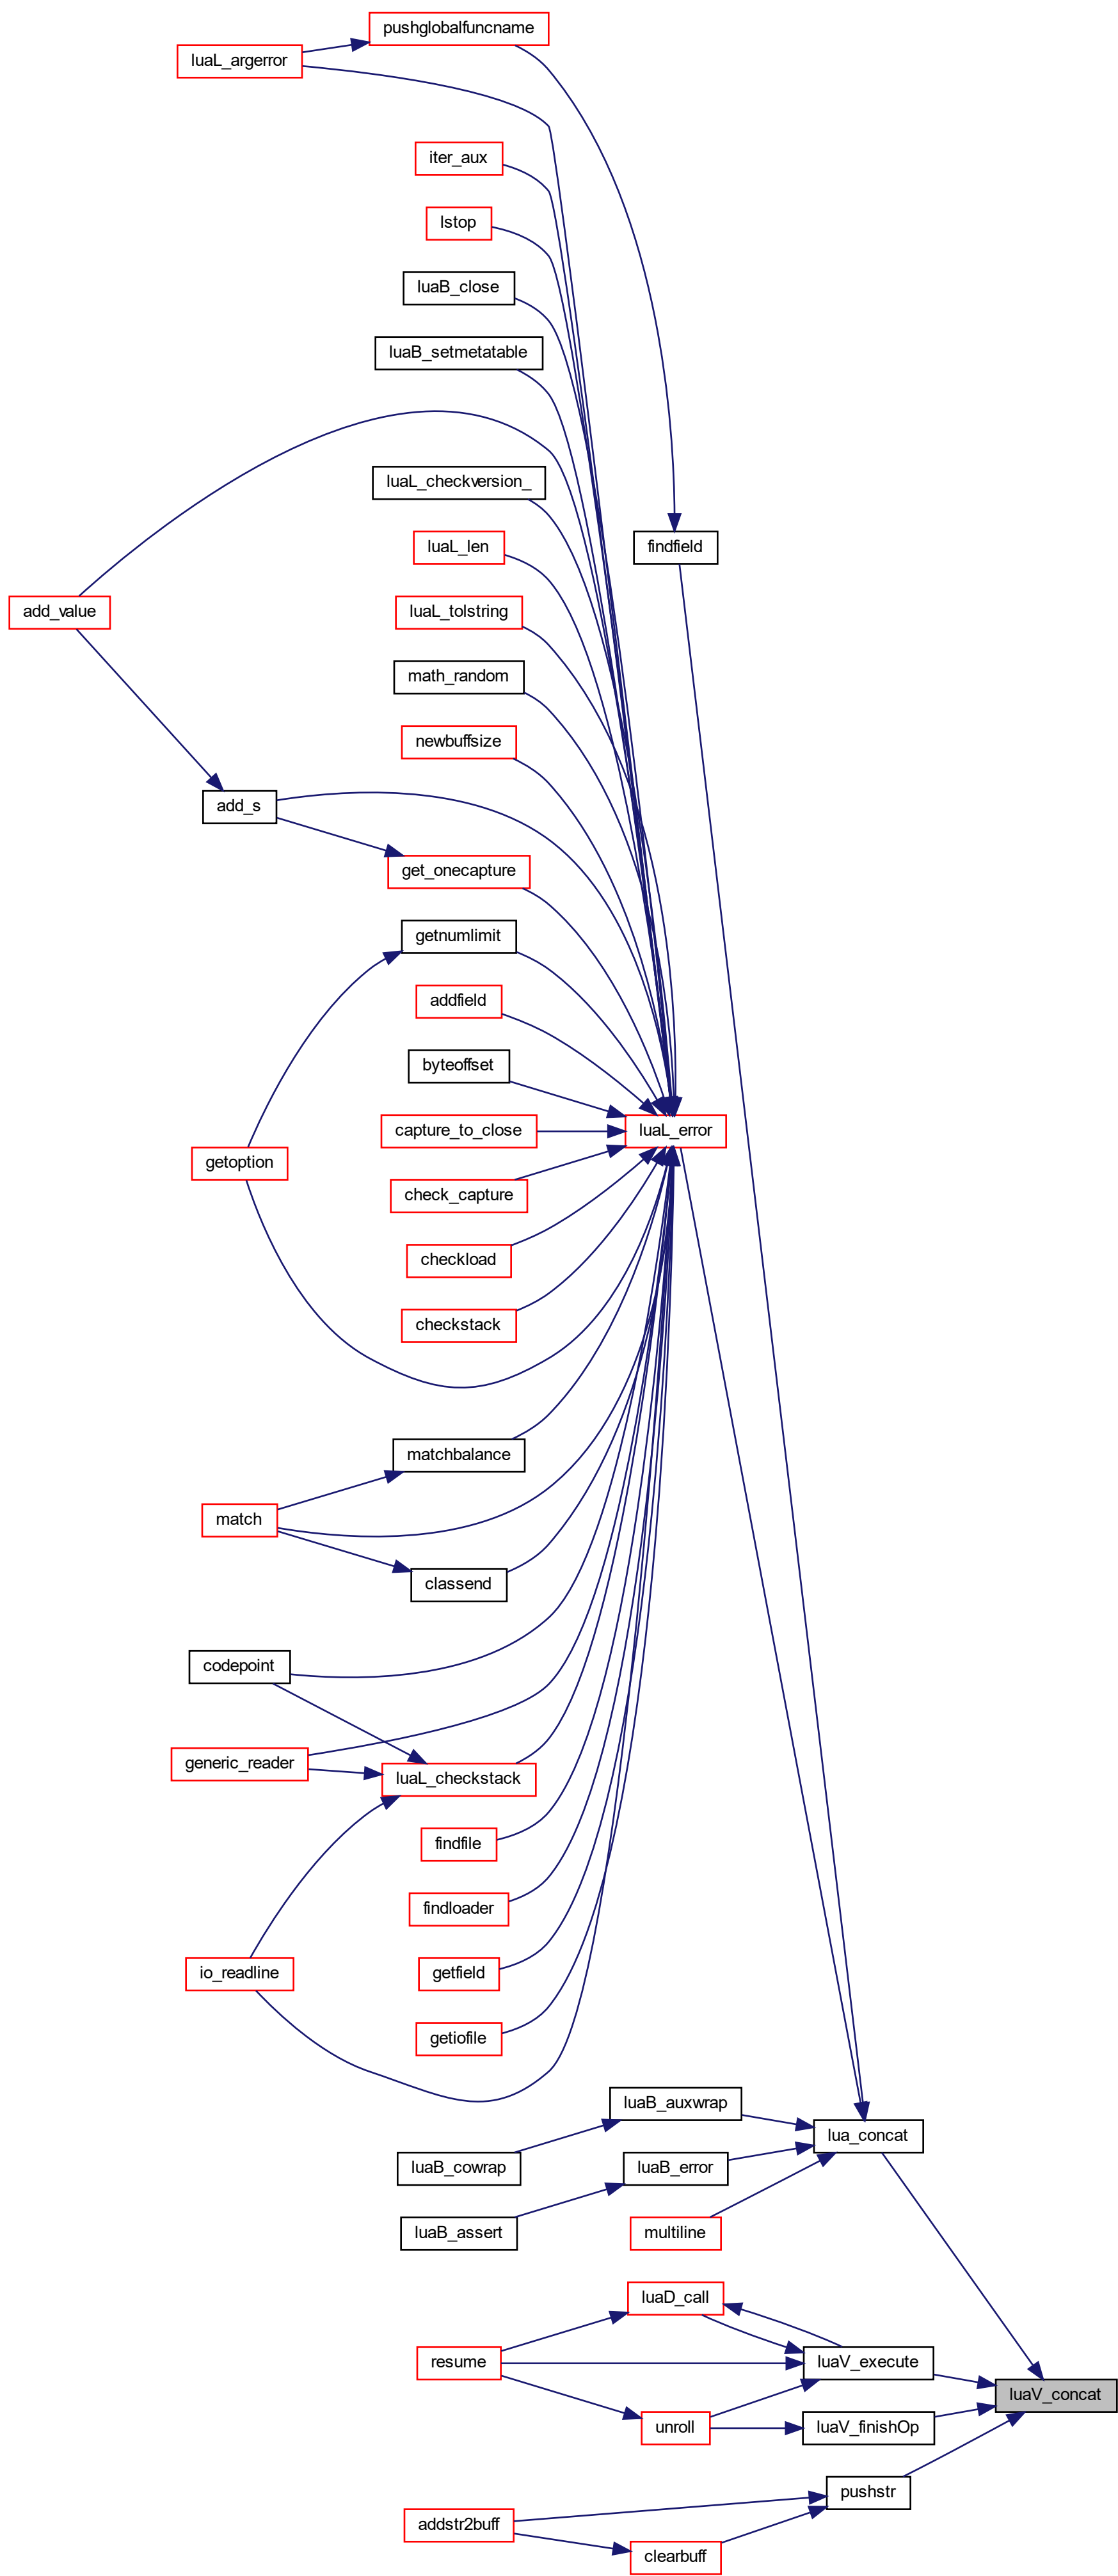 pushglobalfuncname
luaL_argerror
iter_aux
lstop
luaB_close
luaB_setmetatable
luaL_checkversion_
luaL_len
findfield
add_value
luaL_tolstring
math_random
newbuffsize
add_s
get_onecapture
getnumlimit
addfield
byteoffset
capture_to_close
luaL_error
getoption
check_capture
checkload
checkstack
matchbalance
match
classend
codepoint
generic_reader
luaL_checkstack
findfile
findloader
io_readline
getfield
getiofile
luaB_auxwrap
lua_concat
luaB_cowrap
luaB_error
luaB_assert
multiline
luaD_call
resume
luaV_execute
luaV_concat
unroll
luaV_finishOp
pushstr
addstr2buff
clearbuff